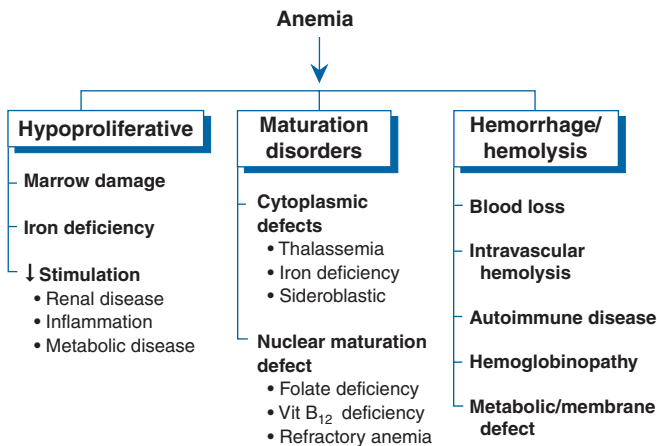 Anemia
Hypoproliferative
Marrow damage
Iron deficiency
↓ Stimulation
• Renal disease
• Inflammation
• Metabolic disease
Maturation
disorders
Cytoplasmic
defects
• Thalassemia
• Iron deficiency
• Sideroblastic
Nuclear maturation
defect
• Folate deficiency
• Vit B₁₂ deficiency
• Refractory anemia
Hemorrhage/
hemolysis
Blood loss
Intravascular
hemolysis
Autoimmune disease
Hemoglobinopathy
Metabolic/membrane
defect